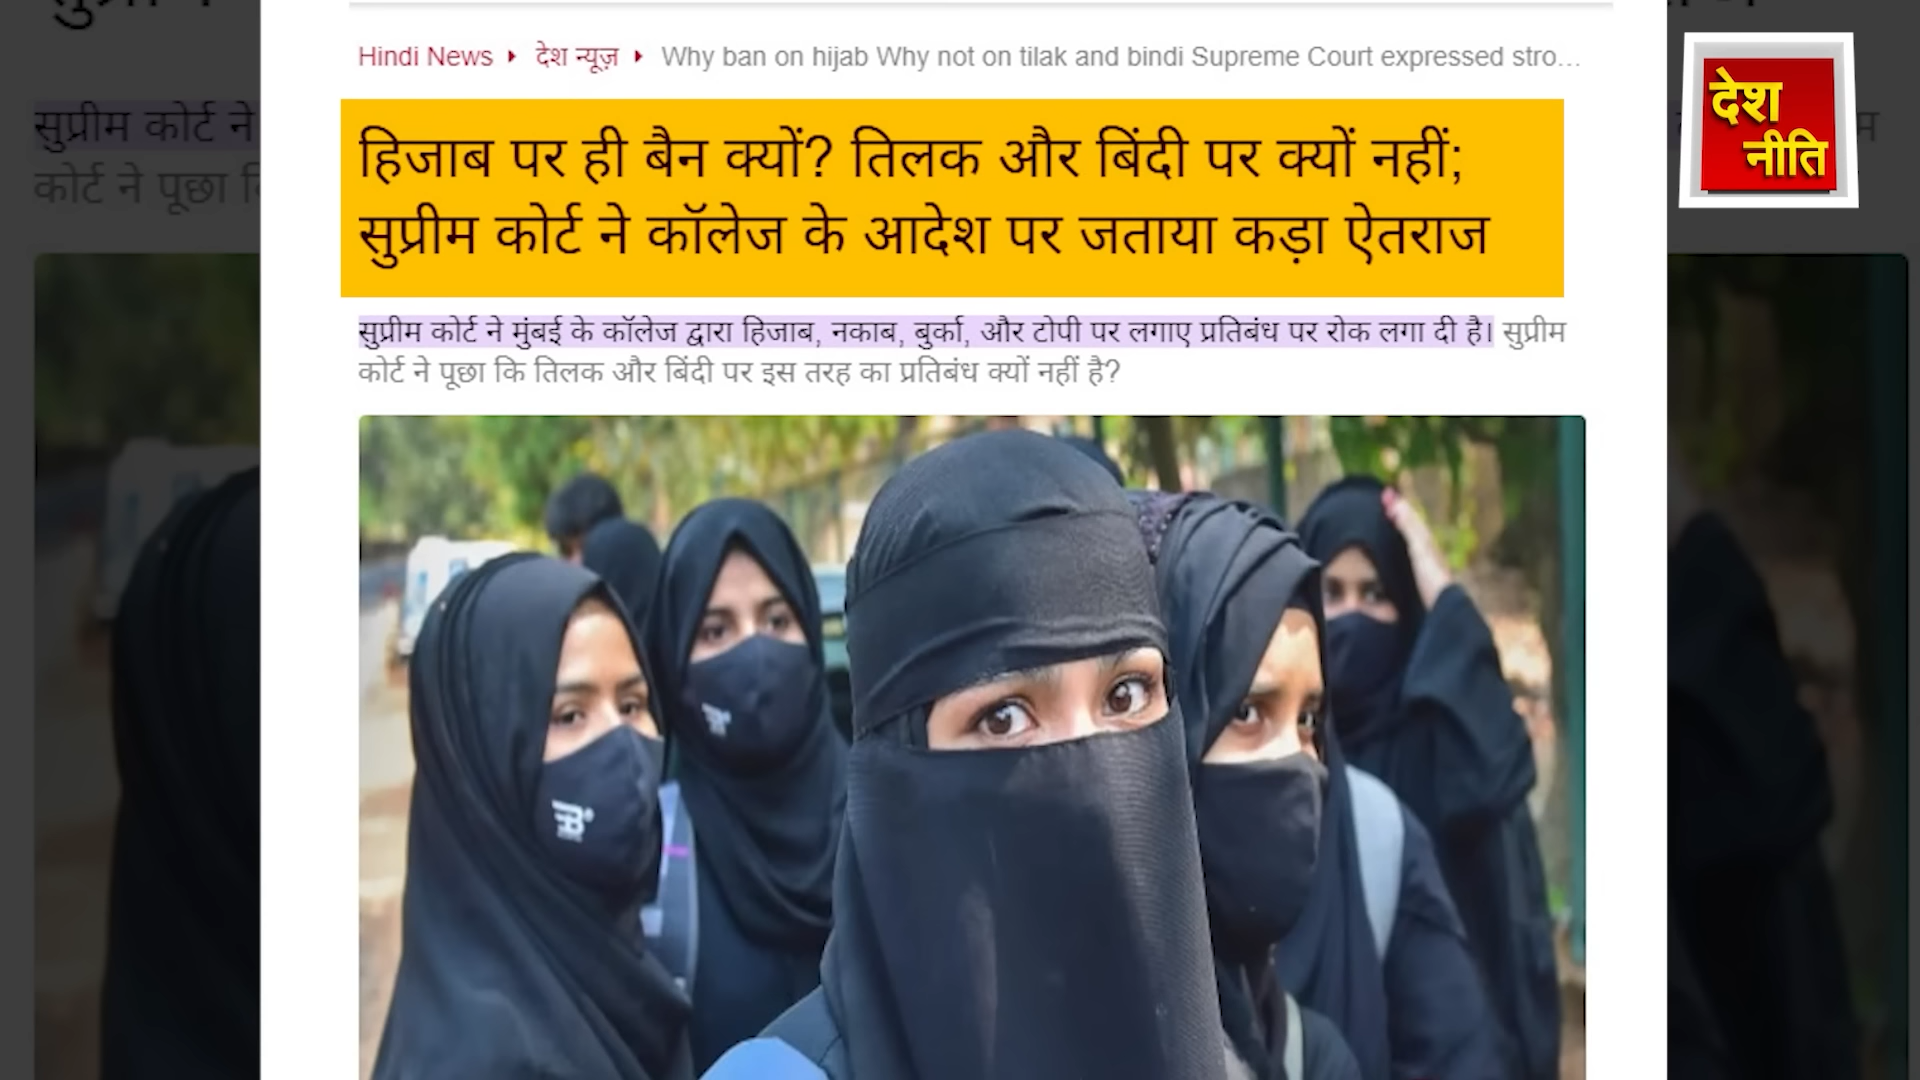 Hindi News ▸ देश न्यूज़ ▸ Why ban on hijab Why not on tilak and bindi Supreme Court expressed stro...
हिजाब पर ही बैन क्यों? तिलक और बिंदी पर क्यों नहीं;
सुप्रीम कोर्ट ने कॉलेज के आदेश पर जताया कड़ा ऐतराज
सुप्रीम कोर्ट ने मुंबई के कॉलेज द्वारा हिजाब, नकाब, बुर्का, और टोपी पर लगाए प्रतिबंध पर रोक लगा दी है। सुप्रीम
कोर्ट ने पूछा कि तिलक और बिंदी पर इस तरह का प्रतिबंध क्यों नहीं है?
देश
नीति
सुप्रीम कोर्ट ने
कोर्ट ने पूछा
B